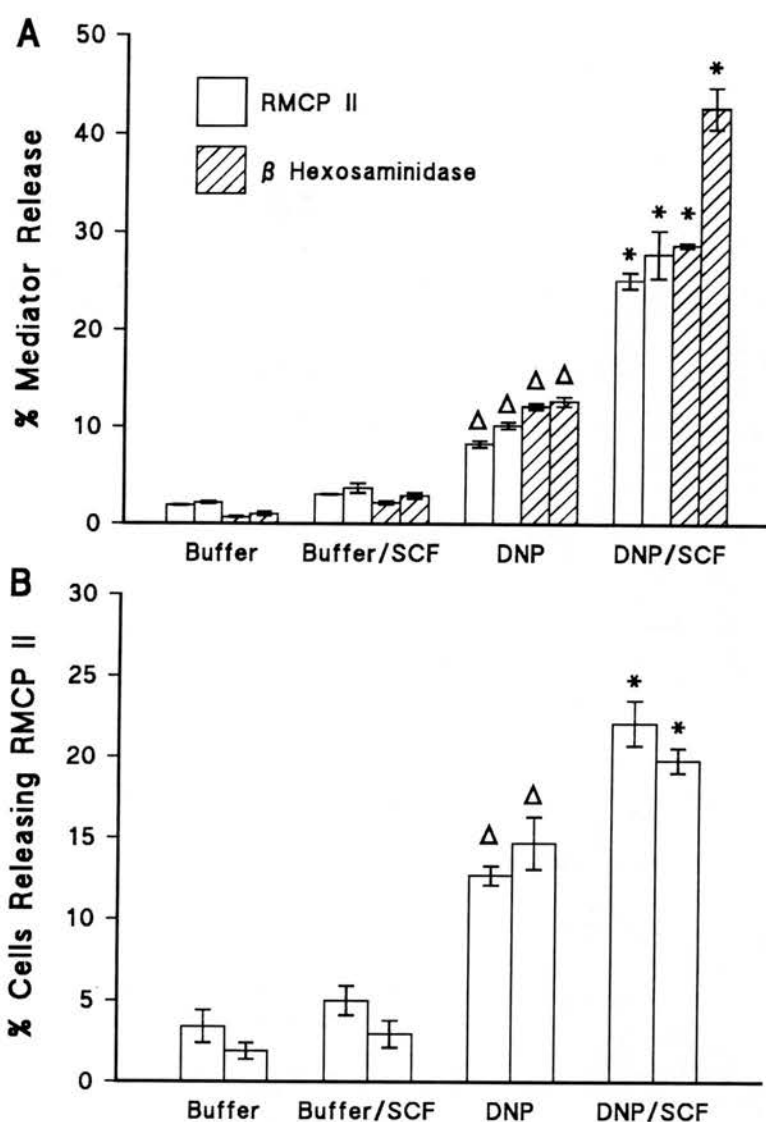 A
% Mediator Release
50
40
30
20
10
0
RMCP II
β Hexosaminidase
* * * *
Δ Δ Δ Δ
Buffer Buffer/SCF DNP DNP/SCF
B
% Cells Releasing RMCP II
30
25
20
15
10
5
0
* *
Δ Δ
Buffer Buffer/SCF DNP DNP/SCF